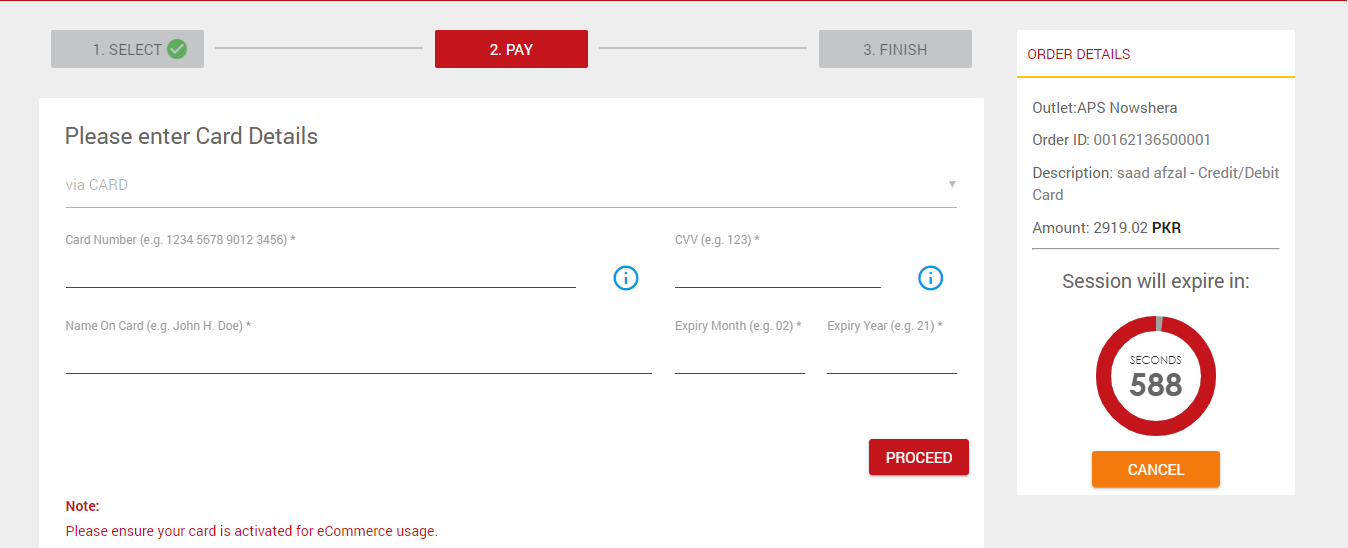 1. SELECT
2. PAY
3. FINISH
Please enter Card Details
via CARD
Card Number (e.g. 1234 5678 9012 3456) *
CVV (e.g. 123) *
Name On Card (e.g. John H. Doe) *
Expiry Month (e.g. 02) *
Expiry Year (e.g. 21) *
PROCEED
Note:
Please ensure your card is activated for eCommerce usage.
ORDER DETAILS
Outlet:APS Nowshera
Order ID: 00162136500001
Description: saad afzal - Credit/Debit
Card
Amount: 2919.02 PKR
Session will expire in:
SECONDS
588
CANCEL